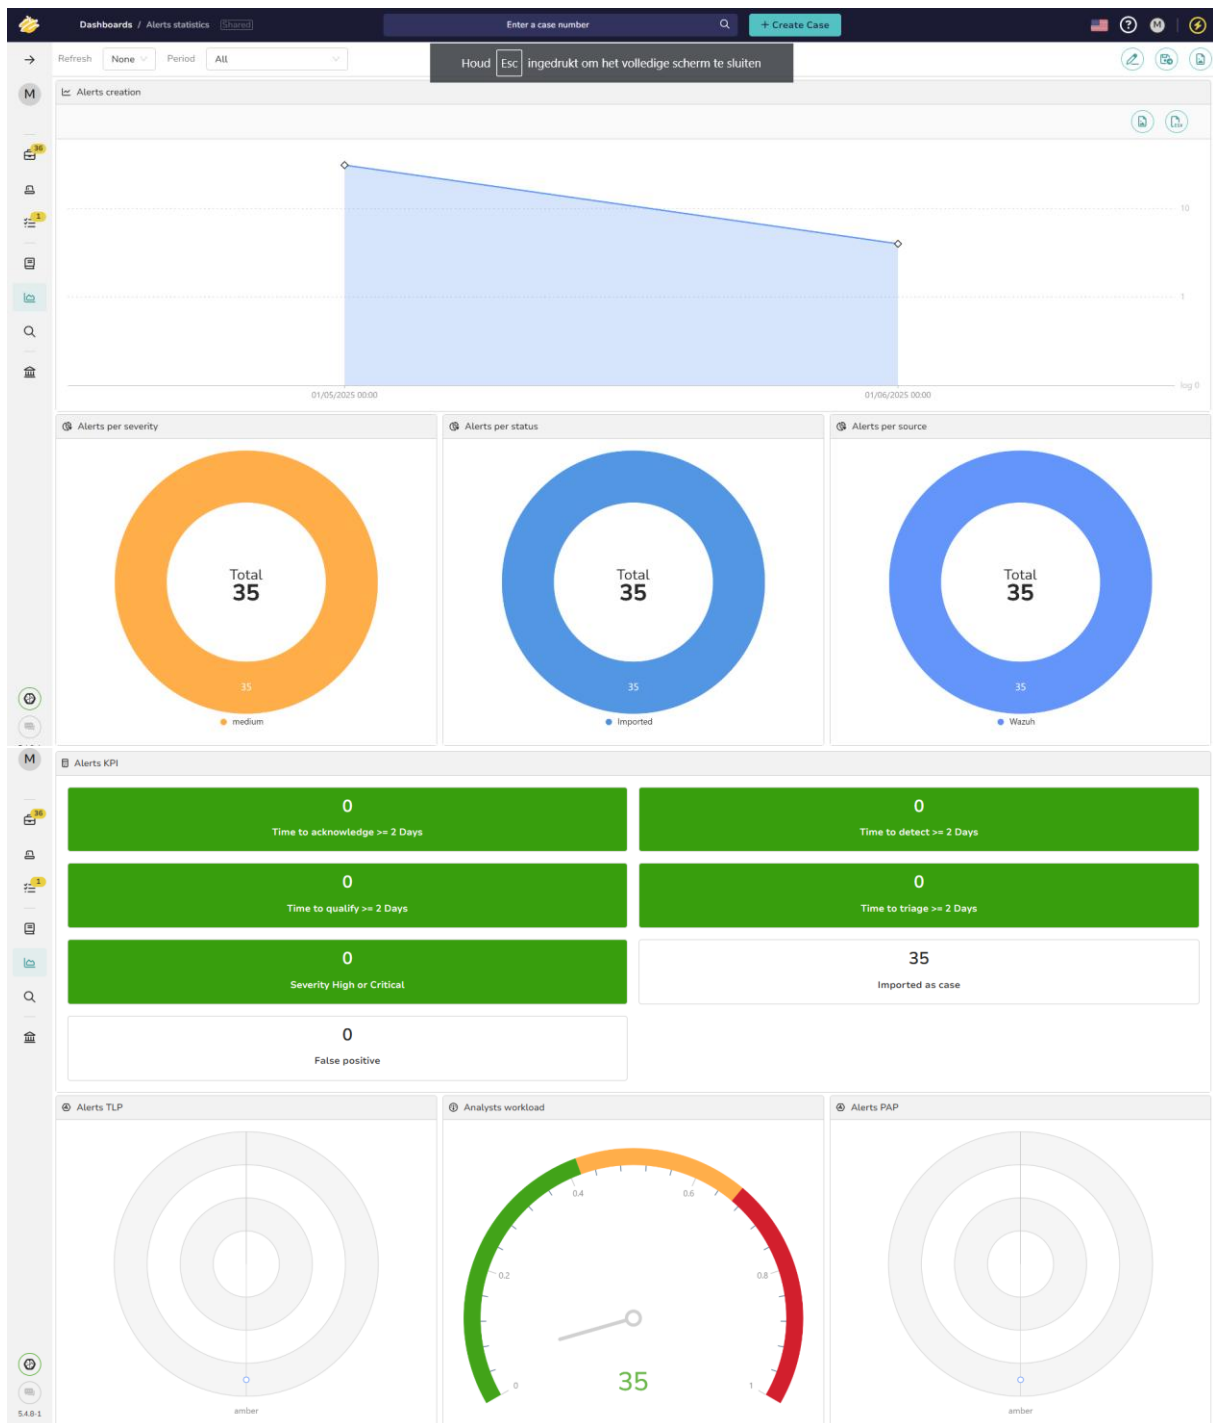 Dashboards / Alerts statistics Shared
Enter a case number
+ Create Case
M
Refresh None Period All
Houd Esc ingedrukt om het volledige scherm te sluiten
M
36
1
Alerts creation
CSV
10
1
log 0
01/05/2025 00:00
01/06/2025 00:00
Alerts per severity
Total
35
35
medium
Alerts per status
Total
35
35
Imported
Alerts per source
Total
35
35
Wazuh
M
36
1
Alerts KPI
0
Time to acknowledge >= 2 Days
0
Time to detect >= 2 Days
0
Time to qualify >= 2 Days
0
Time to triage >= 2 Days
0
Severity High or Critical
35
Imported as case
0
False positive
Alerts TLP
amber
Analysts workload
0
0.2
0.4
0.6
0.8
1
35
Alerts PAP
amber
5.4.8-1